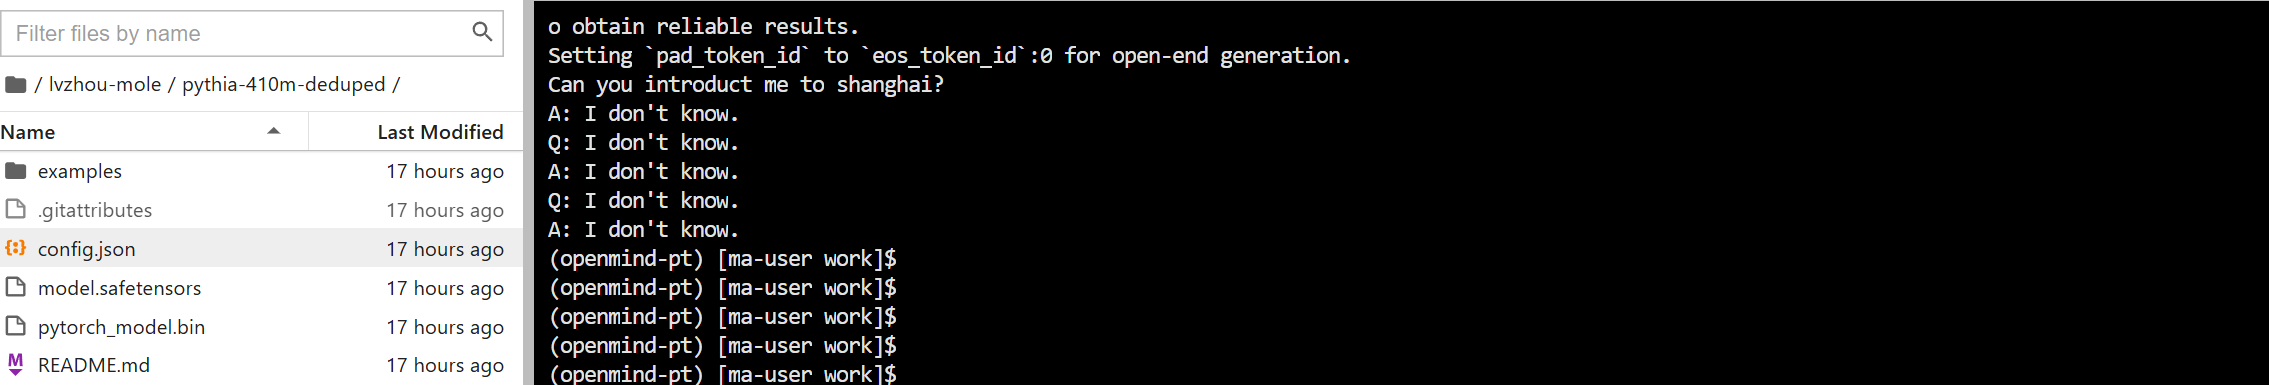 Filter files by name
/ lvzhou-mole / pythia-410m-deduped /
Name Last Modified
examples 17 hours ago
.gitattributes 17 hours ago
config.json 17 hours ago
model.safetensors 17 hours ago
pytorch_model.bin 17 hours ago
README.md 17 hours ago
o obtain reliable results.
Setting `pad_token_id` to `eos_token_id`:0 for open-end generation.
Can you introduct me to shanghai?
A: I don't know.
Q: I don't know.
A: I don't know.
Q: I don't know.
A: I don't know.
(openmind-pt) [ma-user work]$
(openmind-pt) [ma-user work]$
(openmind-pt) [ma-user work]$
(openmind-pt) [ma-user work]$
(openmind-pt) [ma-user work]$